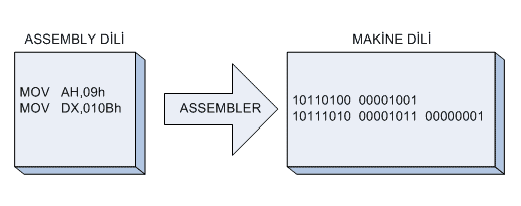 ASSEMBLY DİLİ
MOV AH,09h
MOV DX,010Bh
ASSEMBLER
MAKİNE DİLİ
10110100 00001001
10111010 00001011 00000001